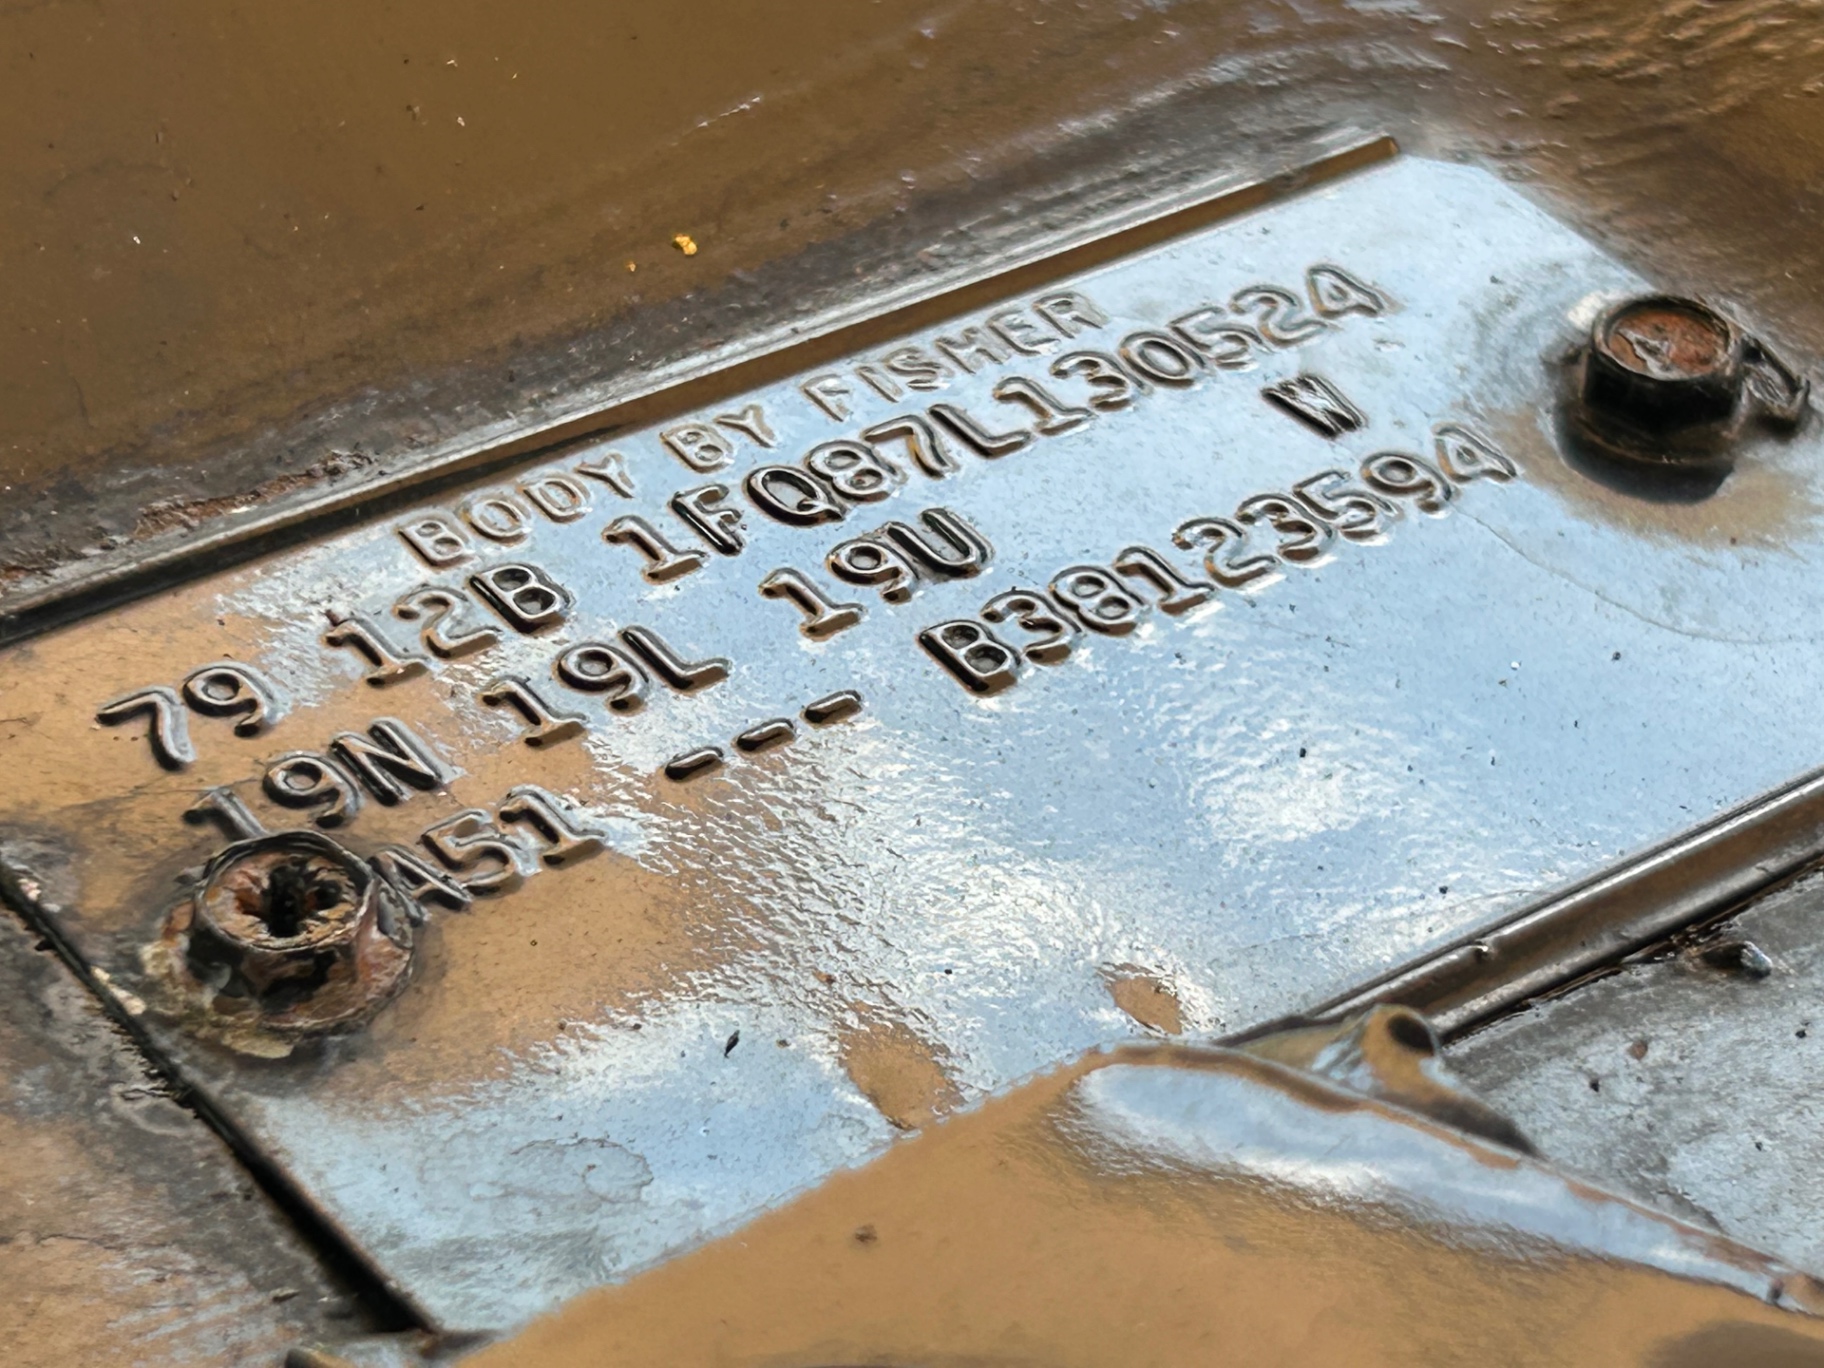 BODY BY FISHER
79 12B 1FQ87L130524
19N 19L 19U W
A51 --- B38123594